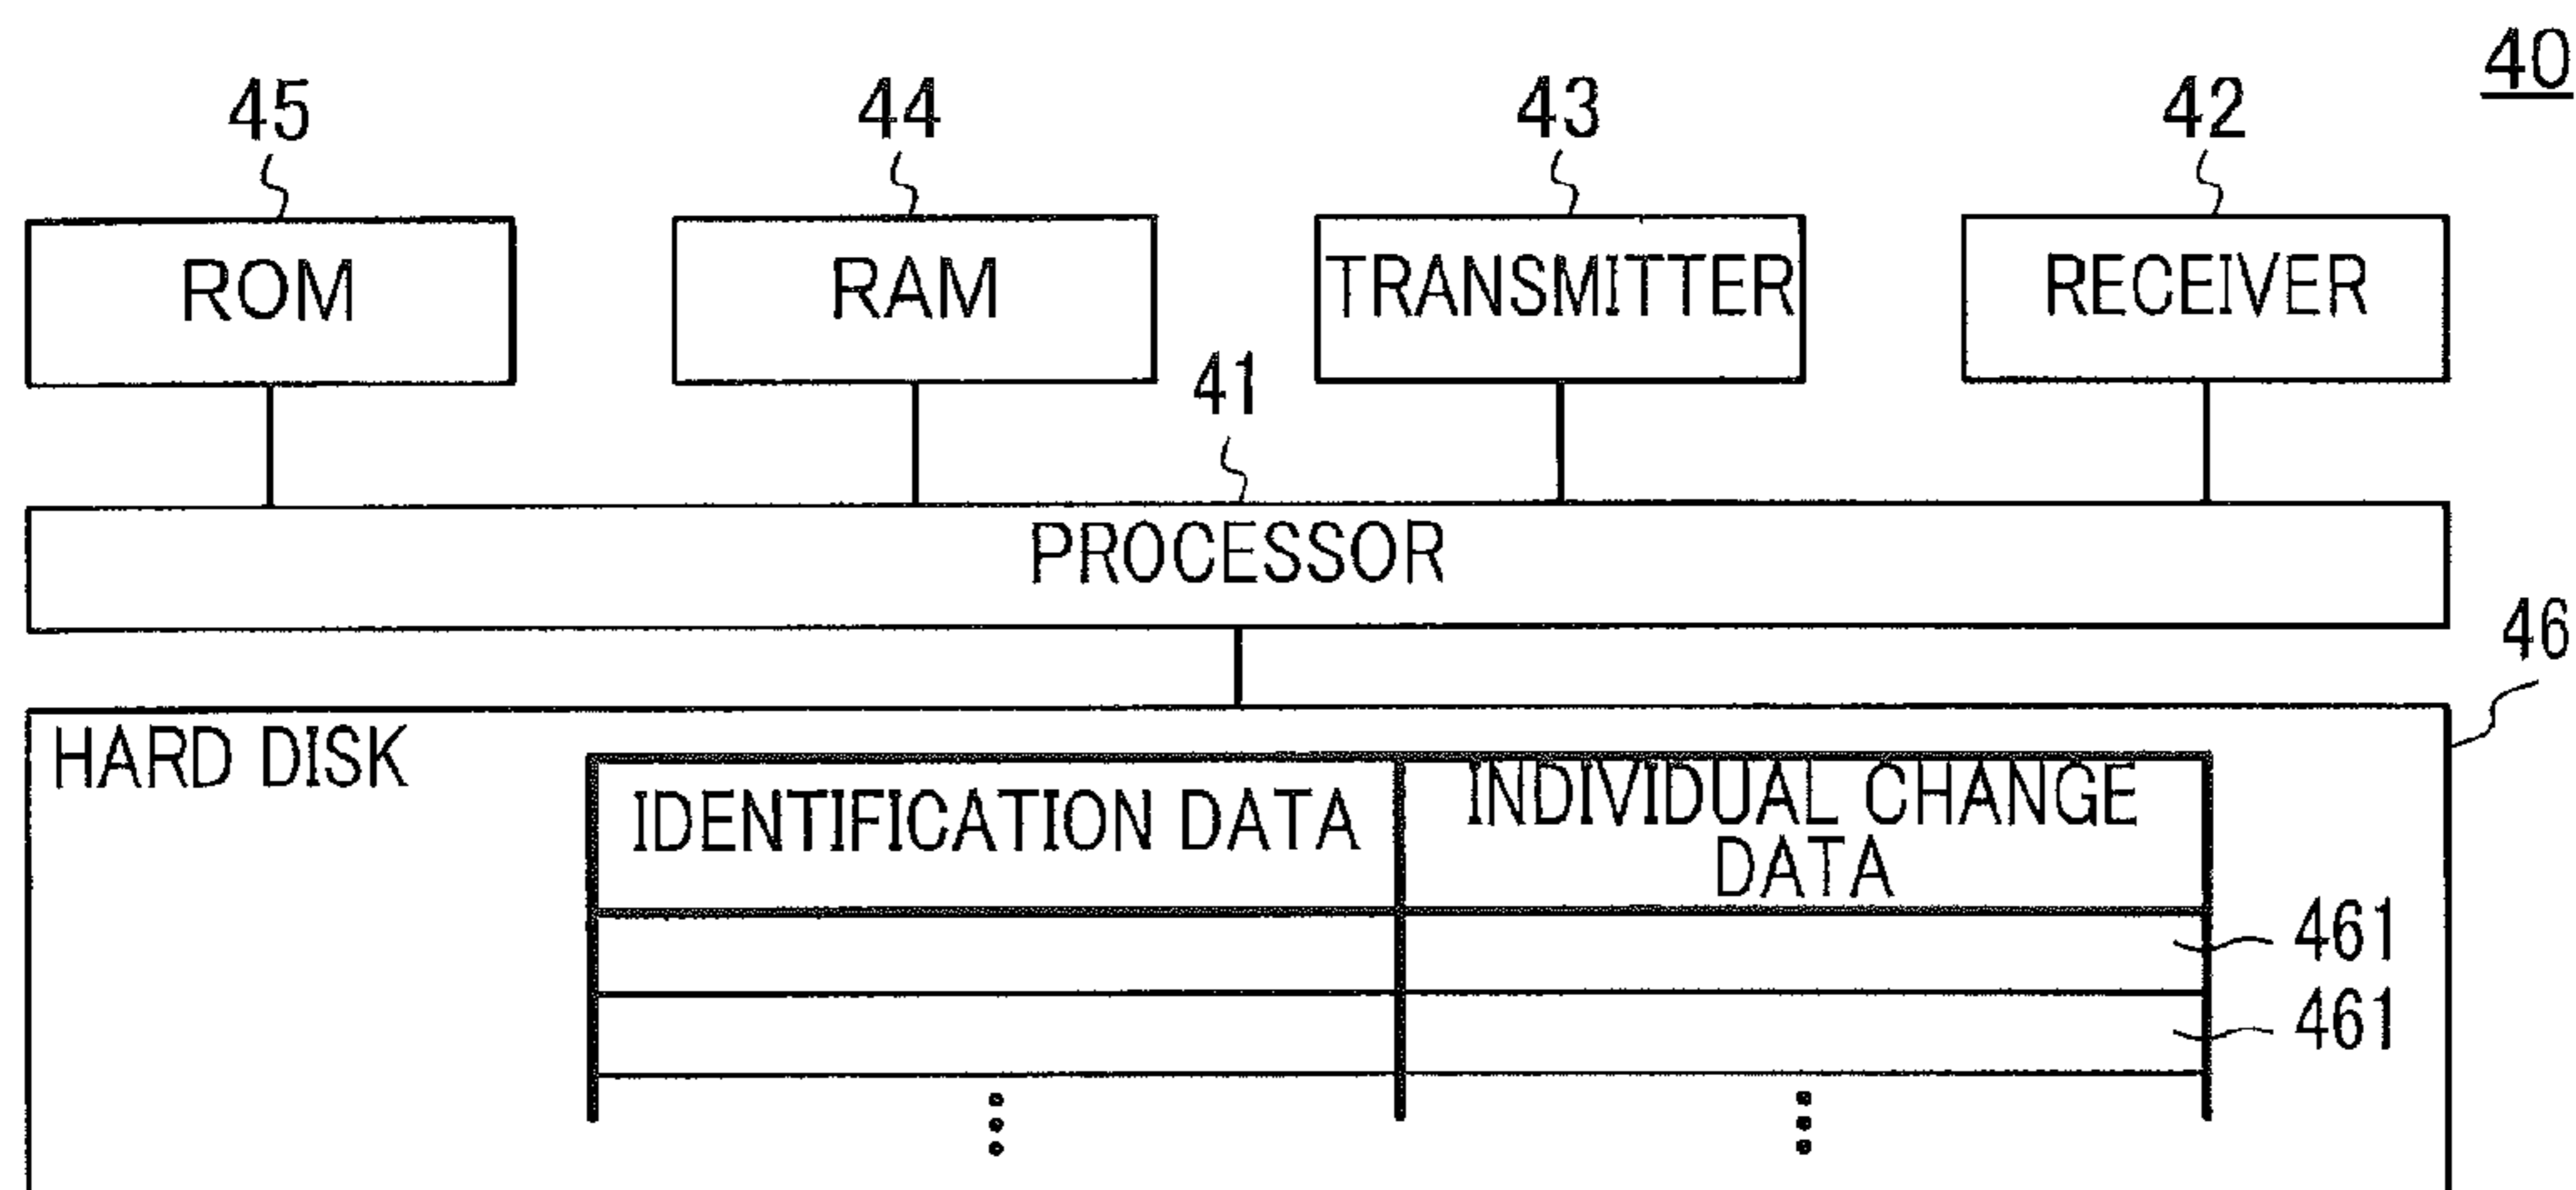 40
45 44 43 42
ROM RAM TRANSMITTER RECEIVER
41
PROCESSOR
46
HARD DISK
IDENTIFICATION DATA
INDIVIDUAL CHANGE
DATA
461
461